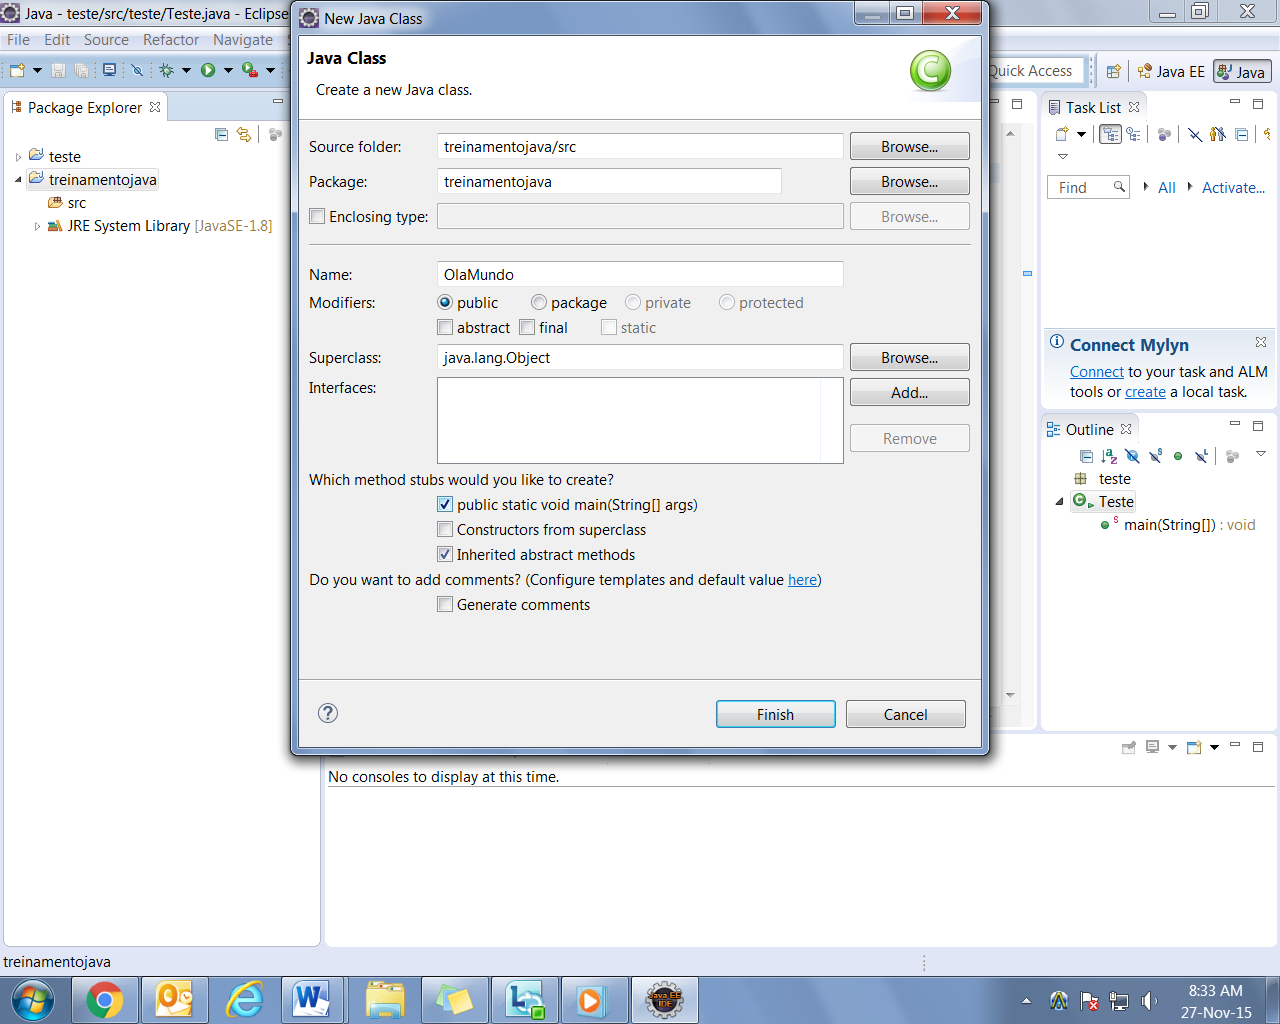 Java - teste/src/teste/Teste.java - Eclipse
New Java Class
File Edit Source Refactor Navigate
Java Class
Create a new Java class.
Quick Access
Java EE
Java
Package Explorer
Task List
teste
treinamentojava
src
JRE System Library [JavaSE-1.8]
Source folder:
treinamentojava/src
Browse...
Package:
treinamentojava
Browse...
Enclosing type:
Browse...
Name:
OlaMundo
Modifiers:
public package private protected
abstract final static
Superclass:
java.lang.Object
Browse...
Interfaces:
Add...
Remove
Which method stubs would you like to create?
public static void main(String[] args)
Constructors from superclass
Inherited abstract methods
Do you want to add comments? (Configure templates and default value here)
Generate comments
Finish
Cancel
Find
All
Activate...
Connect Mylyn
Connect to your task and ALM
tools or create a local task.
Outline
teste
Teste
main(String[]) : void
No consoles to display at this time.
treinamentojava
Java EE
IDE
8:33 AM
27-Nov-15